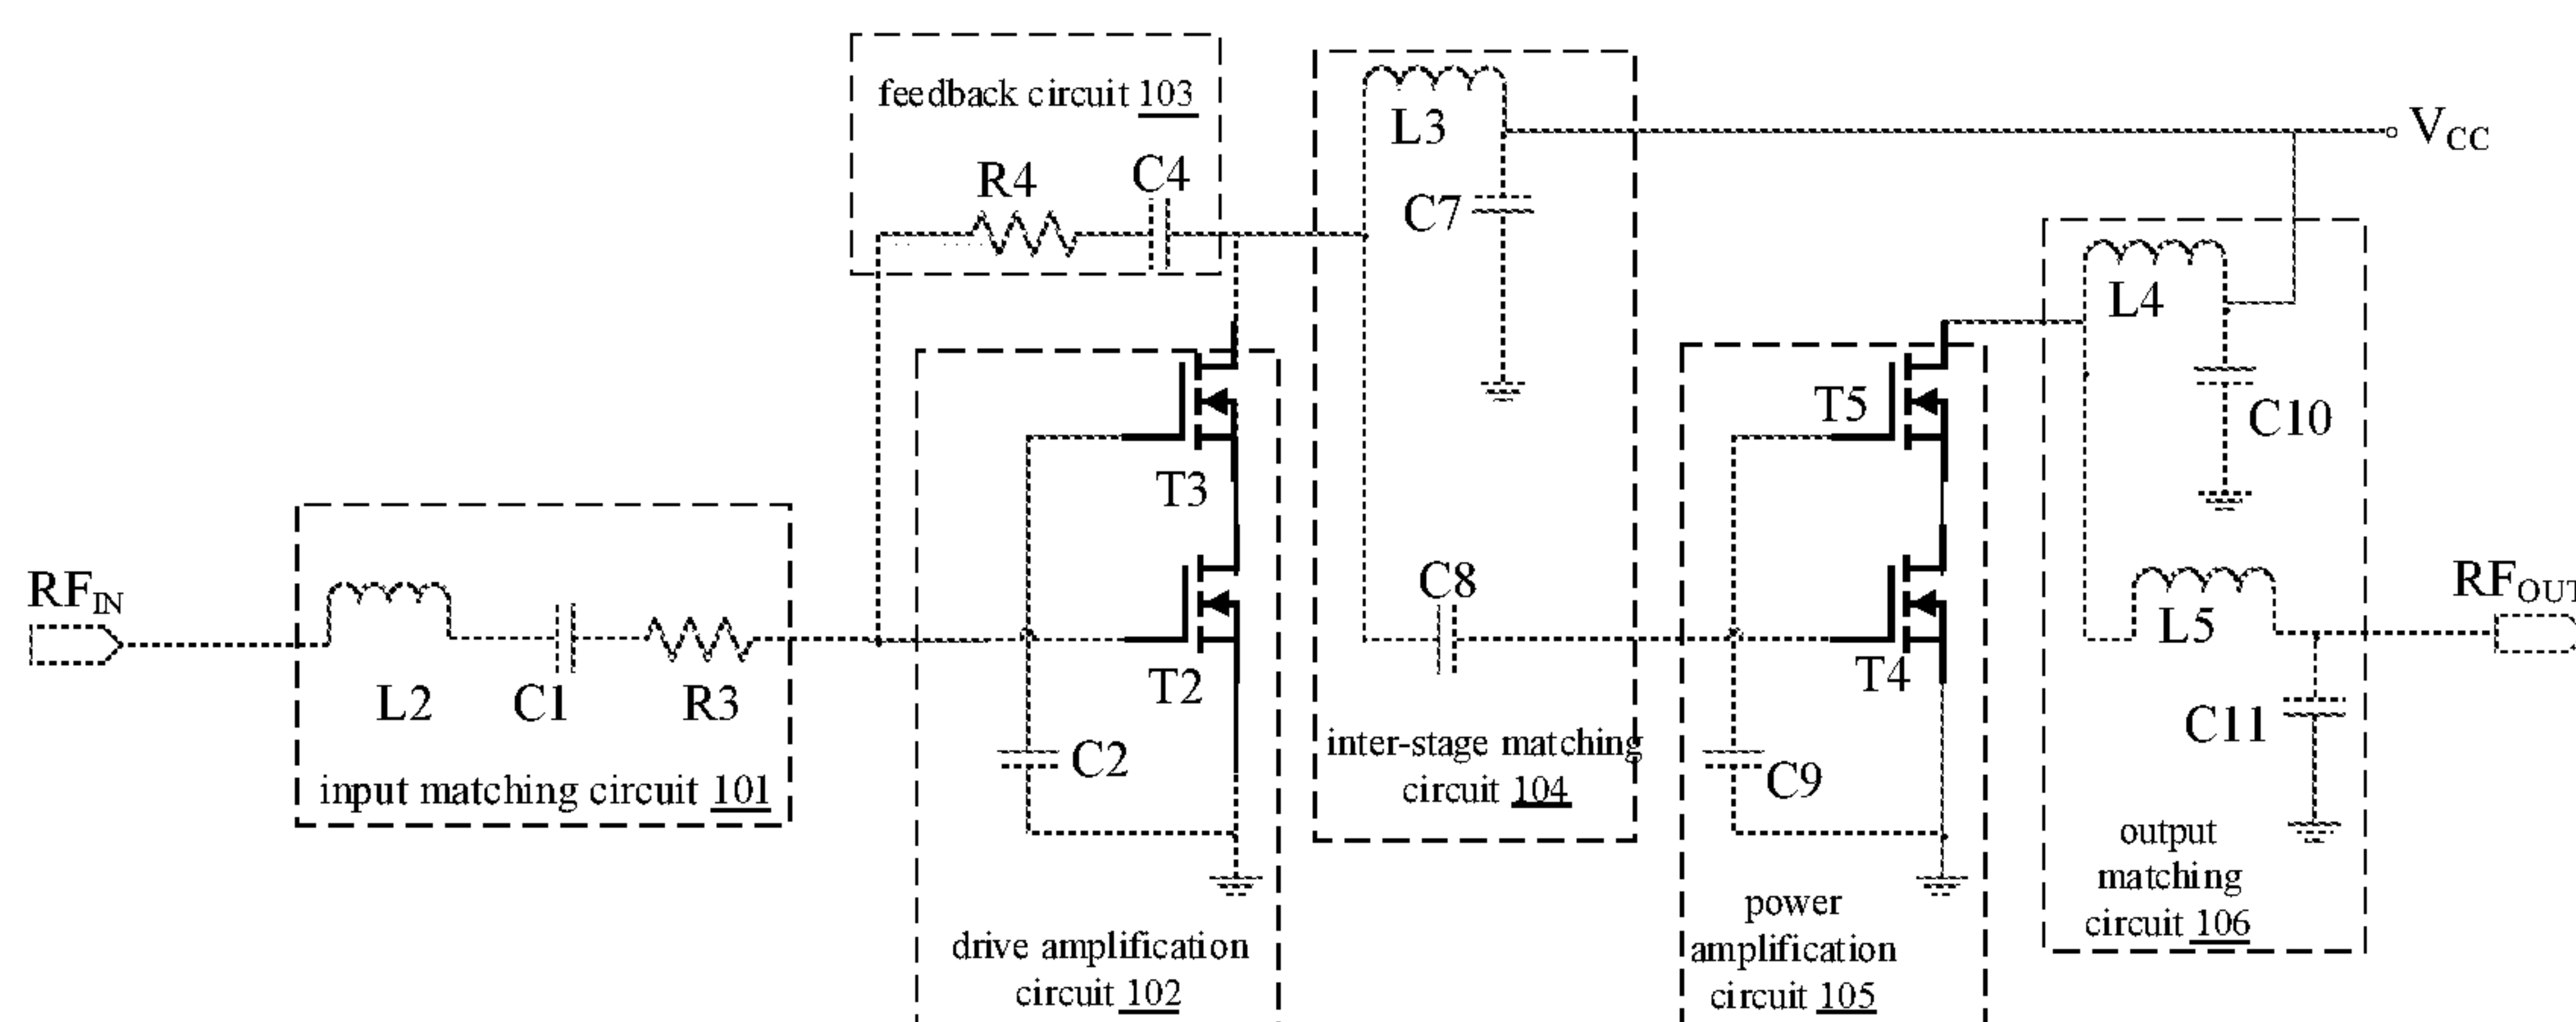 feedback circuit 103
R4
C4
L3
C7
VCC
L4
C10
T3
T5
RFIN
L2
C1
R3
input matching circuit 101
T2
C2
C8
inter-stage matching
circuit 104
T4
C9
L5
C11
RFOUT
output
matching
circuit 106
drive amplification
circuit 102
power
amplification
circuit 105